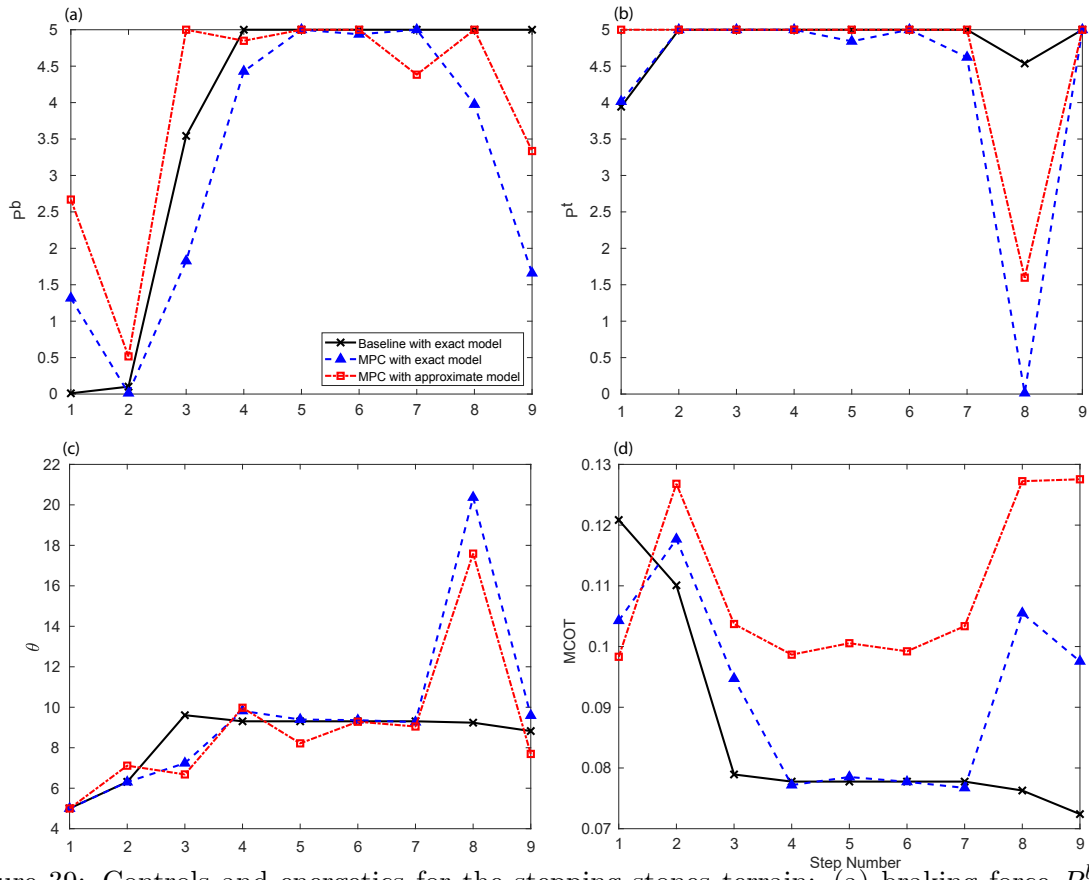 (a)
5
4.5
4
3.5
3
2.5
2
1.5
1
0.5
0
P^b
1 2 3 4 5 6 7 8 9
Baseline with exact model
MPC with exact model
MPC with approximate model
(b)
5
4.5
4
3.5
3
2.5
2
1.5
1
0.5
0
P^t
1 2 3 4 5 6 7 8 9
(c)
22
20
18
16
14
12
10
8
6
4
θ
1 2 3 4 5 6 7 8 9
(d)
0.13
0.12
0.11
0.1
0.09
0.08
0.07
MCOT
1 2 3 4 5 6 7 8 9
Step Number
ure 39: Controls and energetics for the stepping stones terrain: (a) braking force P^b